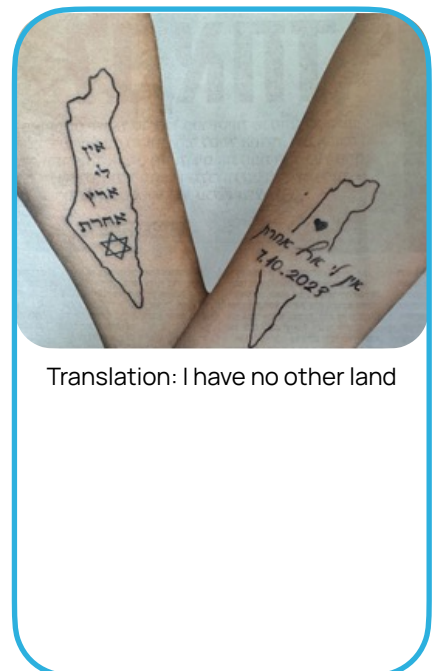 אין
לי
ארץ
אחרת
אין לי ארץ אחרת
7.10.2023
Translation: I have no other land